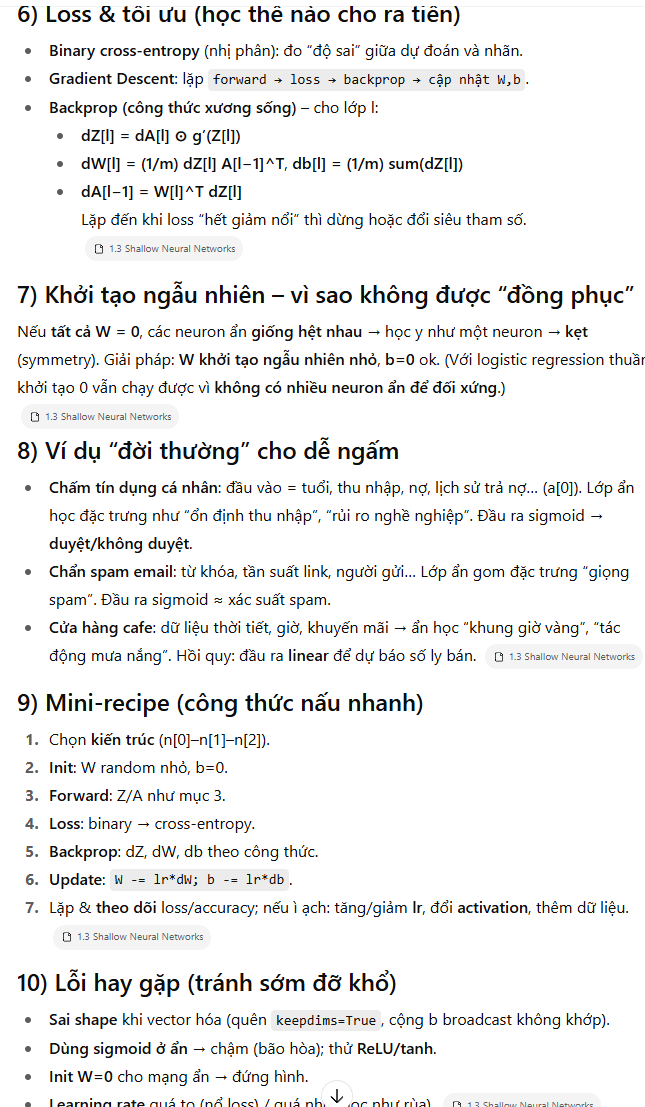 6) Loss & tối ưu (học thế nào cho ra tiền)
Binary cross-entropy (nhị phân): đo “độ sai” giữa dự đoán và nhãn.
Gradient Descent: lặp forward → loss → backprop → cập nhật W,b.
Backprop (công thức xương sống) – cho lớp l:
dZ[l] = dA[l] ⊙ g’(Z[l])
dW[l] = (1/m) dZ[l] A[l−1]^T, db[l] = (1/m) sum(dZ[l])
dA[l−1] = W[l]^T dZ[l]
Lặp đến khi loss “hết giảm nổi” thì dừng hoặc đổi siêu tham số.
1.3 Shallow Neural Networks
7) Khởi tạo ngẫu nhiên – vì sao không được “đồng phục”
Nếu tất cả W = 0, các neuron ẩn giống hệt nhau → học y như một neuron → kẹt
(symmetry). Giải pháp: W khởi tạo ngẫu nhiên nhỏ, b=0 ok. (Với logistic regression thuần
khởi tạo 0 vẫn chạy được vì không có nhiều neuron ẩn để đối xứng.)
1.3 Shallow Neural Networks
8) Ví dụ “đời thường” cho dễ ngấm
Chấm tín dụng cá nhân: đầu vào = tuổi, thu nhập, nợ, lịch sử trả nợ… (a[0]). Lớp ẩn
học đặc trưng như “ổn định thu nhập”, “rủi ro nghề nghiệp”. Đầu ra sigmoid →
duyệt/không duyệt.
Chẩn spam email: từ khóa, tần suất link, người gửi… Lớp ẩn gom đặc trưng “giọng
spam”. Đầu ra sigmoid ≈ xác suất spam.
Cửa hàng cafe: dữ liệu thời tiết, giờ, khuyến mãi → ẩn học “khung giờ vàng”, “tác
động mưa nắng”. Hồi quy: đầu ra linear để dự báo số ly bán. 1.3 Shallow Neural Networks
9) Mini-recipe (công thức nấu nhanh)
1. Chọn kiến trúc (n[0]–n[1]–n[2]).
2. Init: W random nhỏ, b=0.
3. Forward: Z/A như mục 3.
4. Loss: binary → cross-entropy.
5. Backprop: dZ, dW, db theo công thức.
6. Update: W -= lr*dW; b -= lr*db.
7. Lặp & theo dõi loss/accuracy; nếu ì ạch: tăng/giảm lr, đổi activation, thêm dữ liệu.
1.3 Shallow Neural Networks
10) Lỗi hay gặp (tránh sớm đỡ khổ)
Sai shape khi vector hóa (quên keepdims=True, cộng b broadcast không khớp).
Dùng sigmoid ở ẩn → chậm (bão hòa); thử ReLU/tanh.
Init W=0 cho mạng ẩn → đứng hình.
Learning rate quá to (nổ loss) / quá như rùa). 1.3 Shallow Neural Networks